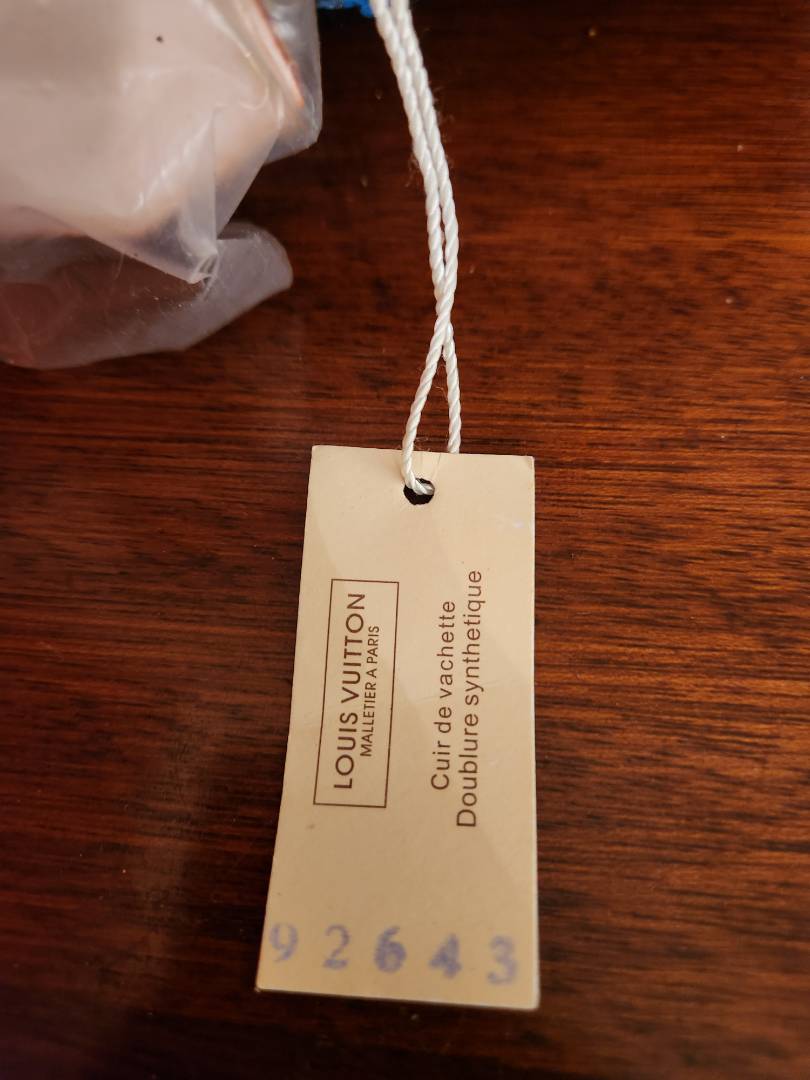 LOUIS VUITTON
MALLETIER A PARIS
Cuir de vachette
Doublure synthetique
92643